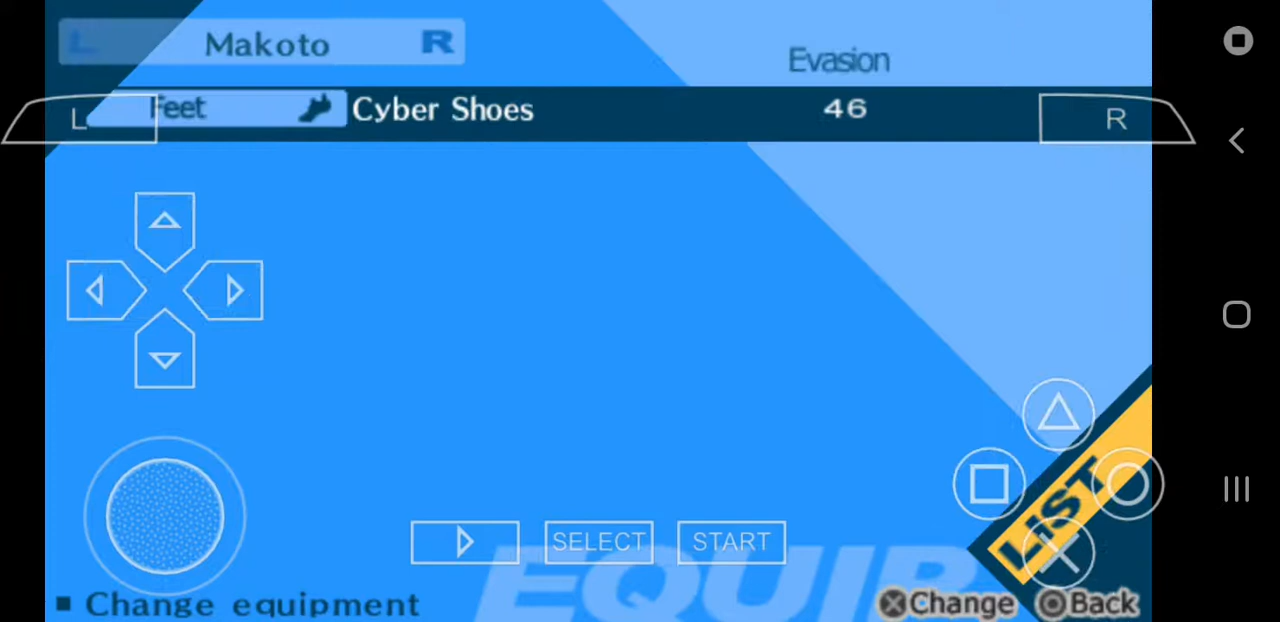 L Makoto R
Evasion
L Feet Cyber Shoes 46 R
LIST
SELECT START
EQUIP
Change equipment Change Back